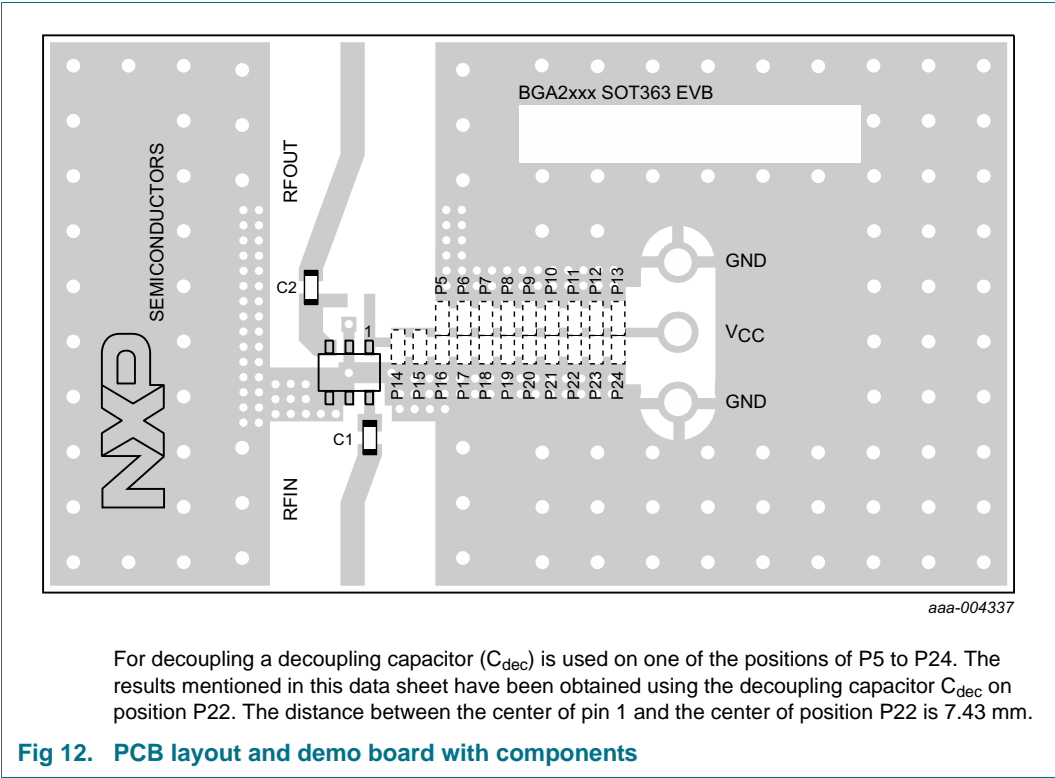 BGA2xxx SOT363 EVB
NXP
SEMICONDUCTORS
RFOUT
C2
1
P5
P6
P7
P8
P9
P10
P11
P12
P13
GND
VCC
GND
P14
P15
P16
P17
P18
P19
P20
P21
P22
P23
P24
C1
RFIN
aaa-004337
For decoupling a decoupling capacitor (Cdec) is used on one of the positions of P5 to P24. The
results mentioned in this data sheet have been obtained using the decoupling capacitor Cdec on
position P22. The distance between the center of pin 1 and the center of position P22 is 7.43 mm.
Fig 12. PCB layout and demo board with components